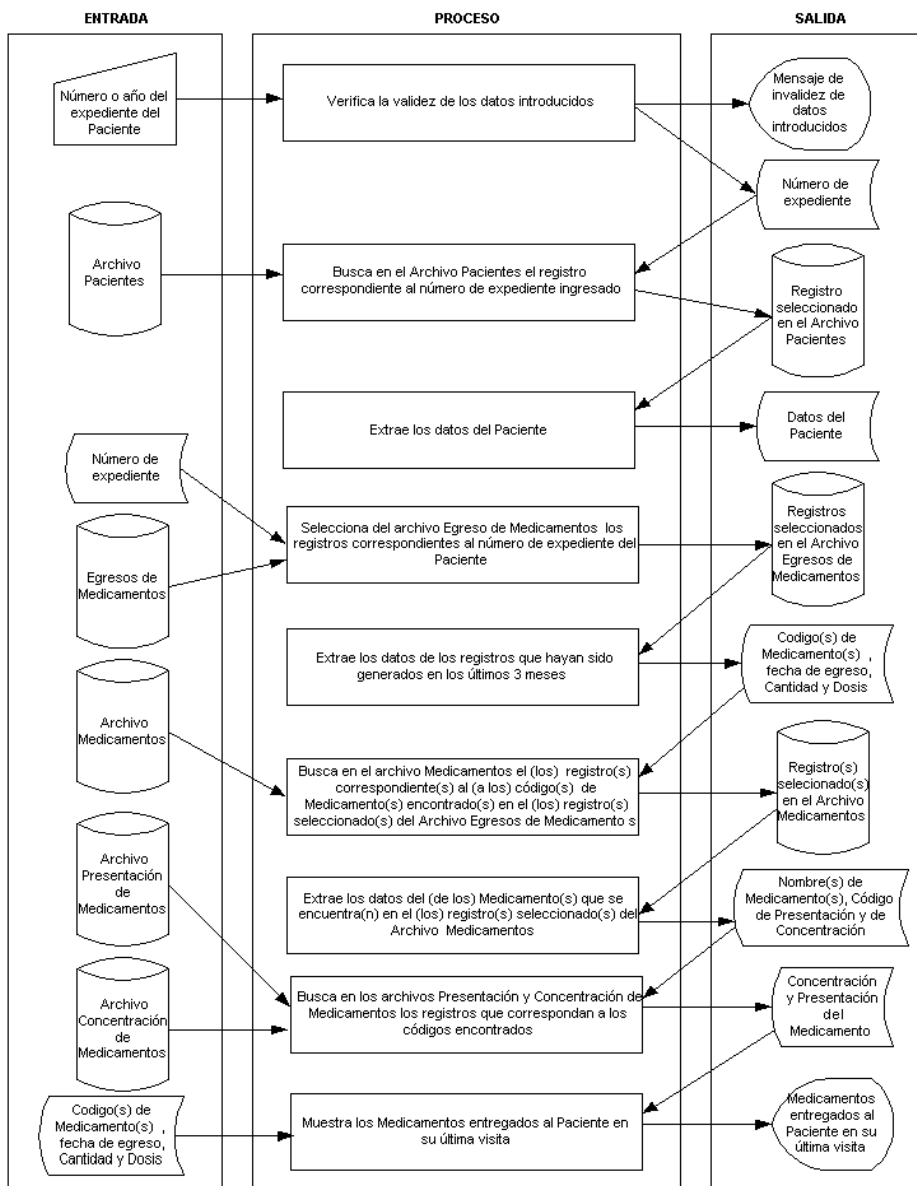 ENTRADA
PROCESO
SALIDA
Número o año del
expediente del
Paciente
Verifica la validez de los datos introducidos
Mensaje de
invalidez de
datos
introducidos
Número de
expediente
Archivo
Pacientes
Busca en el Archivo Pacientes el registro
correspondiente al número de expediente ingresado
Registro
seleccionado
en el Archivo
Pacientes
Extrae los datos del Paciente
Datos del
Paciente
Número de
expediente
Egresos de
Medicamentos
Selecciona del archivo Egreso de Medicamentos los
registros correspondientes al número de expediente del
Paciente
Registros
seleccionados
en el Archivo
Egresos de
Medicamentos
Extrae los datos de los registros que hayan sido
generados en los últimos 3 meses
Codigo(s) de
Medicamento(s) ,
fecha de egreso,
Cantidad y Dosis
Archivo
Medicamentos
Busca en el archivo Medicamentos el (los) registro(s)
correspondiente(s) al (a los) código(s) de
Medicamento(s) encontrado(s) en el (los) registro(s)
seleccionado(s) del Archivo Egresos de Medicamento s
Registro(s)
selecionado(s)
en el Archivo
Medicamentos
Archivo
Presentación
de
Medicamentos
Extrae los datos del (de los) Medicamento(s) que se
encuentra(n) en el (los) registro(s) seleccionado(s) del
Archivo Medicamentos
Nombre(s) de
Medicamento(s), Código
de Presentación y de
Concentración
Archivo
Concentración
de
Medicamentos
Busca en los archivos Presentación y Concentración de
Medicamentos los registros que correspondan a los
códigos encontrados
Concentración
y Presentación
del
Medicamento
Codigo(s) de
Medicamento(s) ,
fecha de egreso,
Cantidad y Dosis
Muestra los Medicamentos entregados al Paciente en
su última visita
Medicamentos
entregados al
Paciente en su
última visita